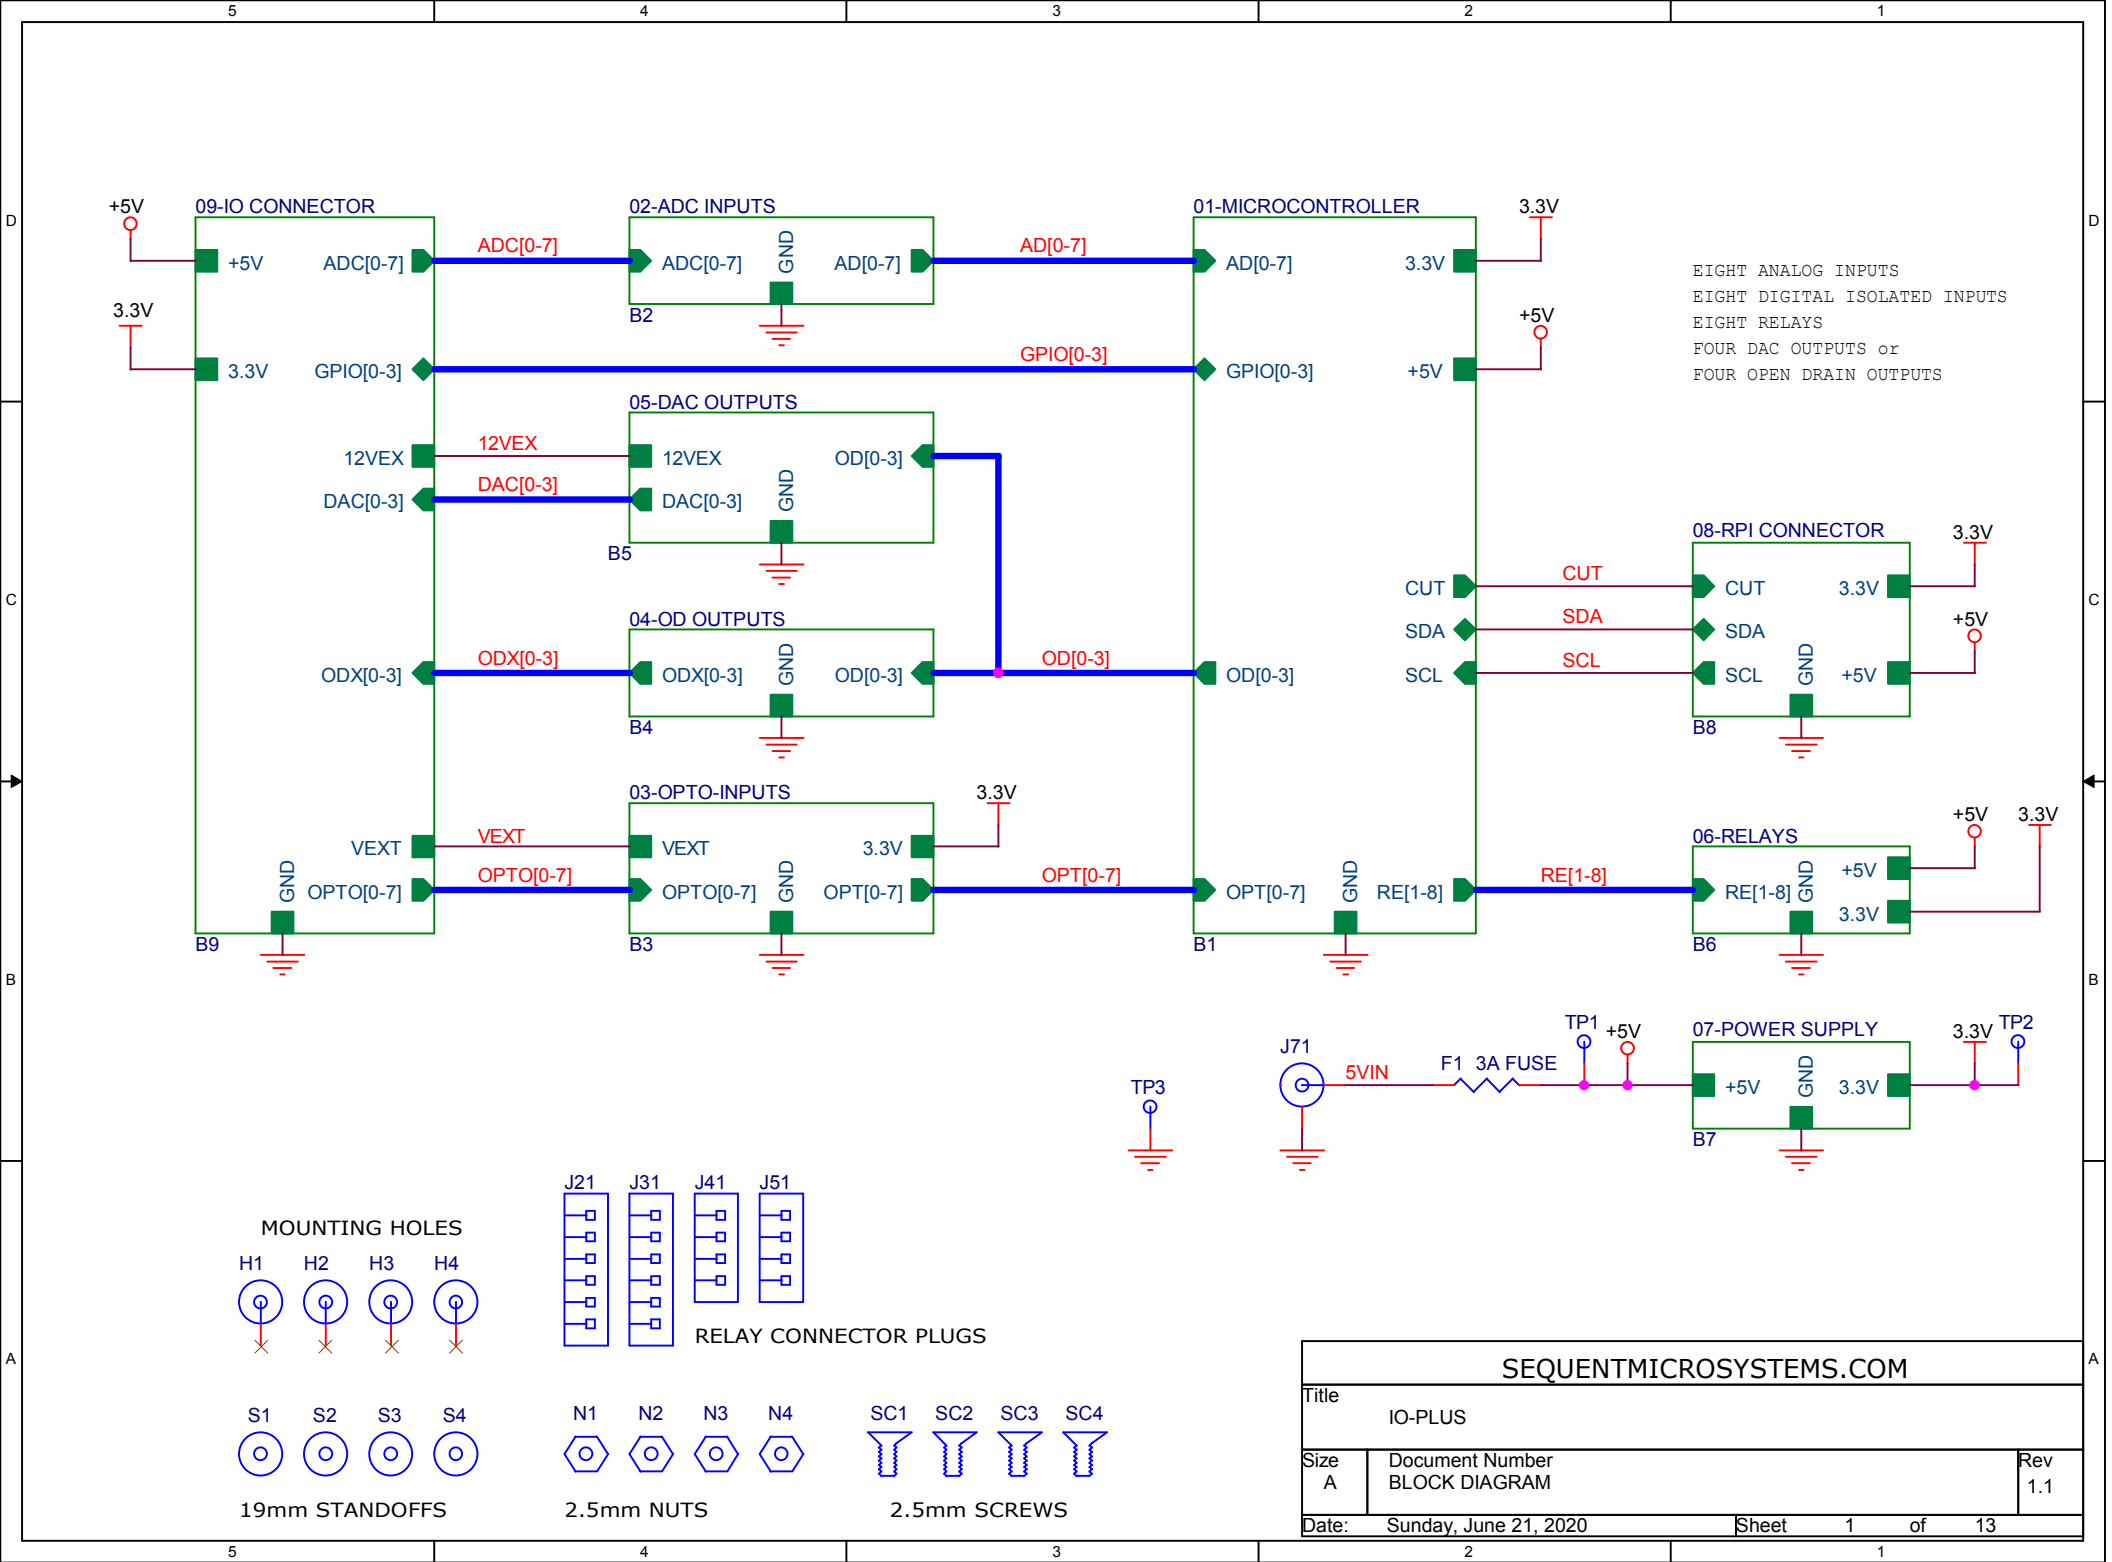 5 4 3 2 1
D D
C C
B B
A A
09-IO CONNECTOR
+5V
3.3V
+5V
3.3V
ADC[0-7]
GPIO[0-3]
12VEX
DAC[0-3]
ODX[0-3]
VEXT
OPTO[0-7]
GND
B9
ADC[0-7]
02-ADC INPUTS
ADC[0-7]
GND
AD[0-7]
B2
AD[0-7]
GPIO[0-3]
12VEX
DAC[0-3]
05-DAC OUTPUTS
12VEX
DAC[0-3]
GND
OD[0-3]
B5
ODX[0-3]
04-OD OUTPUTS
ODX[0-3]
GND
OD[0-3]
B4
OD[0-3]
VEXT
OPTO[0-7]
03-OPTO-INPUTS
VEXT
OPTO[0-7]
GND
3.3V
OPT[0-7]
B3
3.3V
OPT[0-7]
01-MICROCONTROLLER
AD[0-7]
GPIO[0-3]
OD[0-3]
OPT[0-7]
3.3V
+5V
CUT
SDA
SCL
GND
RE[1-8]
B1
3.3V
+5V
EIGHT ANALOG INPUTS
EIGHT DIGITAL ISOLATED INPUTS
EIGHT RELAYS
FOUR DAC OUTPUTS or
FOUR OPEN DRAIN OUTPUTS
CUT
SDA
SCL
08-RPI CONNECTOR
CUT
SDA
SCL
GND
3.3V
+5V
B8
3.3V
+5V
RE[1-8]
06-RELAYS
RE[1-8]
GND
+5V
3.3V
B6
+5V
3.3V
TP3
J71
5VIN
F1 3A FUSE
TP1
+5V
07-POWER SUPPLY
+5V
GND
3.3V
B7
3.3V
TP2
MOUNTING HOLES
H1 H2 H3 H4
J21 J31 J41 J51
RELAY CONNECTOR PLUGS
S1 S2 S3 S4
19mm STANDOFFS
N1 N2 N3 N4
2.5mm NUTS
SC1 SC2 SC3 SC4
2.5mm SCREWS
SEQUENTMICROSYSTEMS.COM
Title
IO-PLUS
Size
A
Document Number
BLOCK DIAGRAM
Rev
1.1
Date: Sunday, June 21, 2020
Sheet 1 of 13
5 4 3 2 1